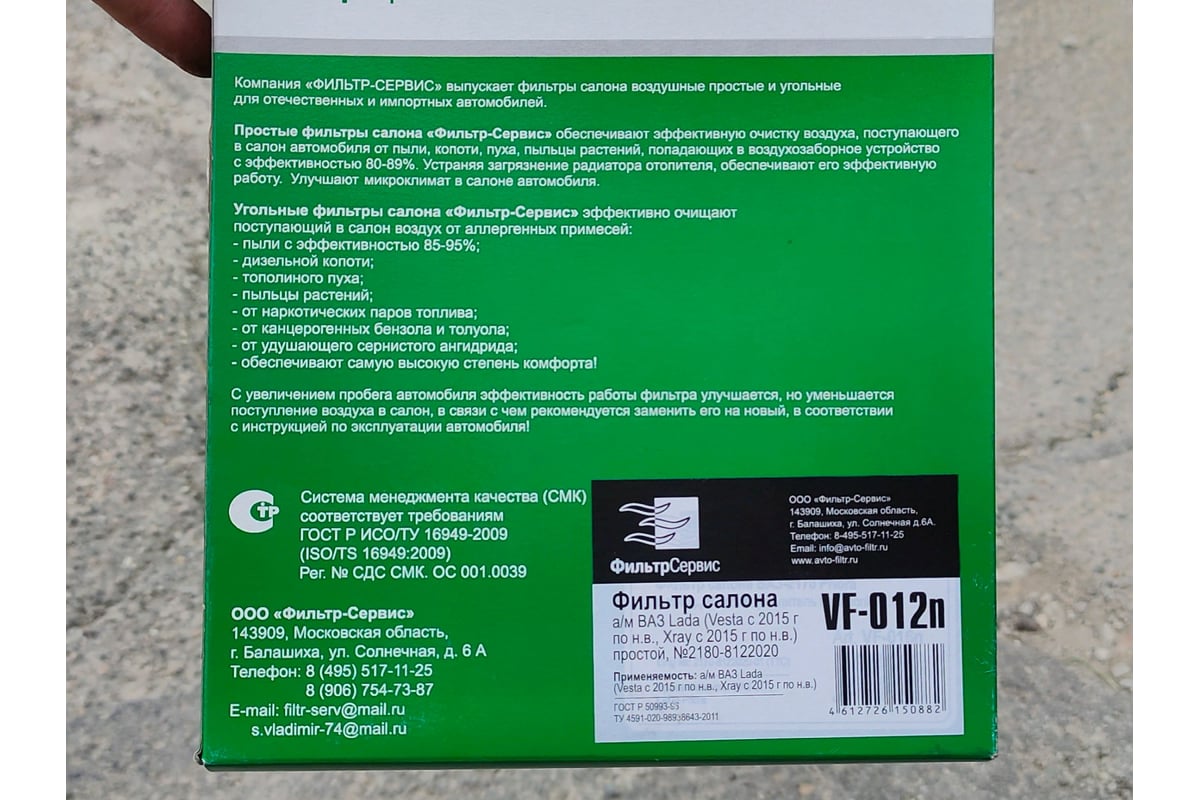 Компания «ФИЛЬТР-СЕРВИС» выпускает фильтры салона воздушные простые и угольные
для отечественных и импортных автомобилей.
Простые фильтры салона «Фильтр-Сервис» обеспечивают эффективную очистку воздуха, поступающего
в салон автомобиля от пыли, копоти, пуха, пыльцы растений, попадающих в воздухозаборное устройство
с эффективностью 80-89%. Устраняя загрязнение радиатора отопителя, обеспечивают его эффективную
работу. Улучшают микроклимат в салоне автомобиля.
Угольные фильтры салона «Фильтр-Сервис» эффективно очищают
поступающий в салон воздух от аллергенных примесей:
- пыли с эффективностью 85-95%;
- дизельной копоти;
- тополиного пуха;
- пыльцы растений;
- от наркотических паров топлива;
- от канцерогенных бензола и толуола;
- от удушающего сернистого ангидрида;
- обеспечивают самую высокую степень комфорта!
С увеличением пробега автомобиля эффективность работы фильтра улучшается, но уменьшается
поступление воздуха в салон, в связи с чем рекомендуется заменить его на новый, в соответствии
с инструкцией по эксплуатации автомобиля!
Система менеджмента качества (СМК)
соответствует требованиям
ГОСТ Р ИСО/ТУ 16949-2009
(ISO/TS 16949:2009)
Рег. № СДС СМК. ОС 001.0039
ООО «Фильтр-Сервис»
143909, Московская область,
г. Балашиха, ул. Солнечная, д. 6 А
Телефон: 8 (495) 517-11-25
8 (906) 754-73-87
E-mail: filtr-serv@mail.ru
s.vladimir-74@mail.ru
ФильтрСервис
ООО «Фильтр-Сервис»
143909, Московская область,
г. Балашиха, ул. Солнечная д.6А.
Телефон: 8-495-517-11-25
Email: info@avto-filtr.ru
www.avto-filtr.ru
Фильтр салона
а/м ВАЗ Lada (Vesta с 2015 г
по н.в., Xray с 2015 г по н.в.)
простой, №2180-8122020
VF-012п
Применяемость: а/м ВАЗ Lada
(Vesta с 2015 г по н.в., Xray с 2015 г по н.в.)
ГОСТ Р 50993-96
ТУ 4591-020-98938643-2011
4 612726 150882